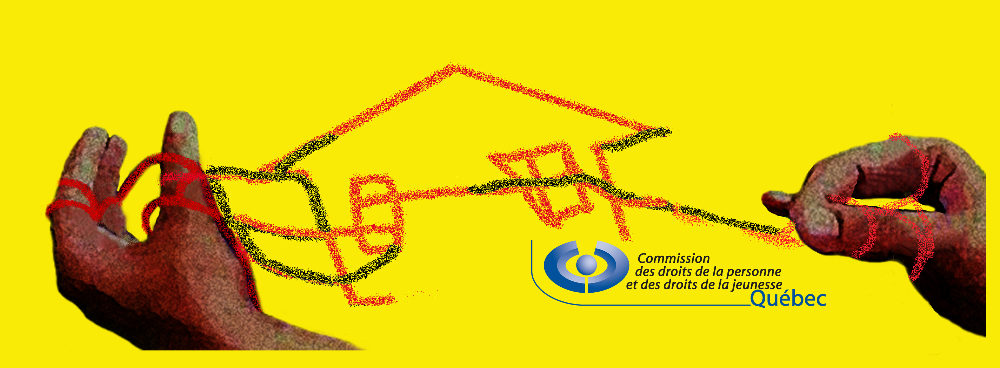 Commission
des droits de la personne
et des droits de la jeunesse
Québec